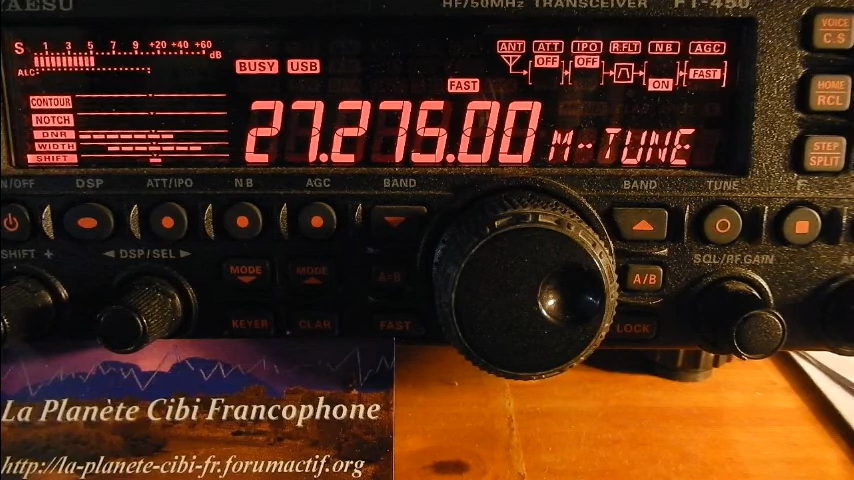 AESU HF/50MHz TRANSCEIVER FT-450
S 1 3 5 7 9 +20 +40 +60 dB
ALC
BUSY USB
ANT ATT IPO R.FLT NB AGC
OFF OFF ON FAST
FAST
CONTOUR
NOTCH
DNR
WIDTH
SHIFT
27.275.00 M-TUNE
VOICE
C.S
HOME
RCL
STEP
SPLIT
N/OFF DSP ATT/IPO NB AGC BAND BAND TUNE F
SHIFT + DSP/SEL SQL/RF GAIN AF
MODE MODE A=B A/B
KEYER CLAR FAST LOCK
La Planète Cibi Francophone
http://la-planete-cibi-fr.forumactif.org